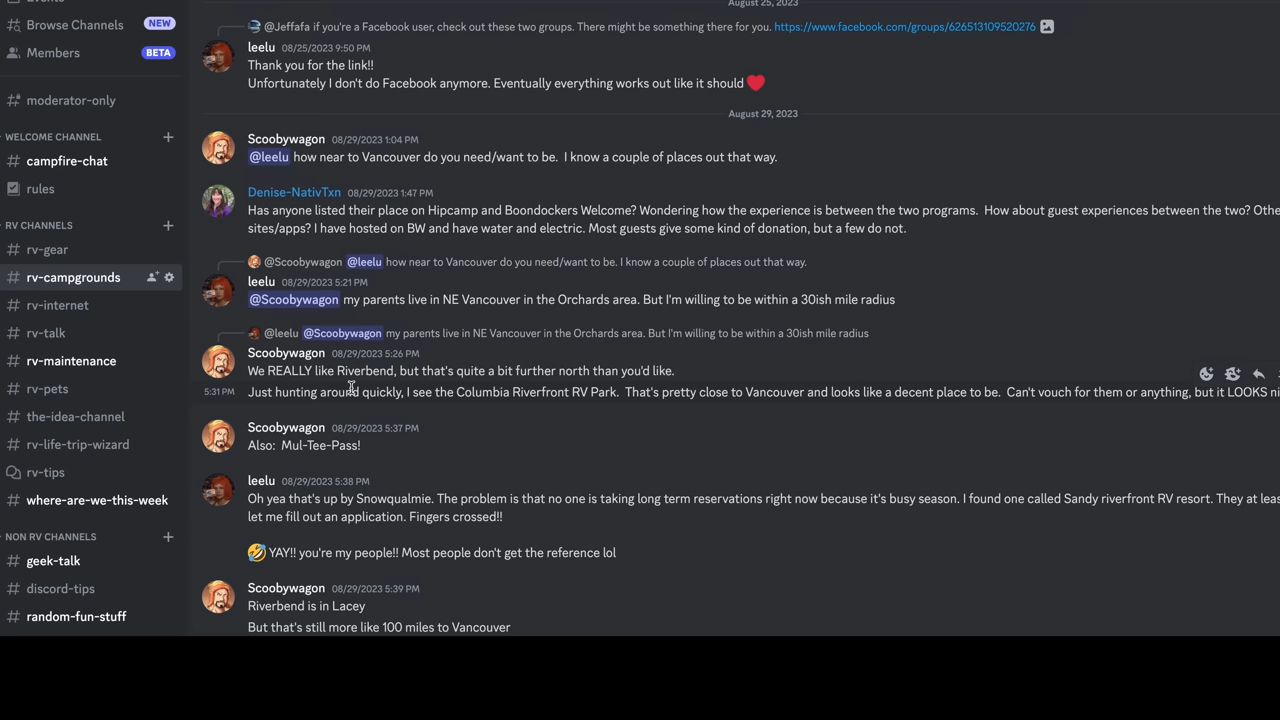 Browse Channels NEW
Members BETA
moderator-only
WELCOME CHANNEL +
campfire-chat
rules
RV CHANNELS +
rv-gear
rv-campgrounds
rv-internet
rv-talk
rv-maintenance
rv-pets
the-idea-channel
rv-life-trip-wizard
rv-tips
where-are-we-this-week
NON RV CHANNELS +
geek-talk
discord-tips
random-fun-stuff
August 25, 2023
@Jeffafa if you're a Facebook user, check out these two groups. There might be something there for you. https://www.facebook.com/groups/626513109520276
leelu 08/25/2023 9:50 PM
Thank you for the link!!
Unfortunately I don't do Facebook anymore. Eventually everything works out like it should ❤️
August 29, 2023
Scoobywagon 08/29/2023 1:04 PM
@leelu how near to Vancouver do you need/want to be. I know a couple of places out that way.
Denise-NativTxn 08/29/2023 1:47 PM
Has anyone listed their place on Hipcamp and Boondockers Welcome? Wondering how the experience is between the two programs. How about guest experiences between the two? Othe
sites/apps? I have hosted on BW and have water and electric. Most guests give some kind of donation, but a few do not.
@Scoobywagon @leelu how near to Vancouver do you need/want to be. I know a couple of places out that way.
leelu 08/29/2023 5:21 PM
@Scoobywagon my parents live in NE Vancouver in the Orchards area. But I'm willing to be within a 30ish mile radius
@leelu @Scoobywagon my parents live in NE Vancouver in the Orchards area. But I'm willing to be within a 30ish mile radius
Scoobywagon 08/29/2023 5:26 PM
We REALLY like Riverbend, but that's quite a bit further north than you'd like.
5:31 PM Just hunting around quickly, I see the Columbia Riverfront RV Park. That's pretty close to Vancouver and looks like a decent place to be. Can't vouch for them or anything, but it LOOKS ni
Scoobywagon 08/29/2023 5:37 PM
Also: Mul-Tee-Pass!
leelu 08/29/2023 5:38 PM
Oh yea that's up by Snowqualmie. The problem is that no one is taking long term reservations right now because it's busy season. I found one called Sandy riverfront RV resort. They at leas
let me fill out an application. Fingers crossed!!
🤣 YAY!! you're my people!! Most people don't get the reference lol
Scoobywagon 08/29/2023 5:39 PM
Riverbend is in Lacey
But that's still more like 100 miles to Vancouver